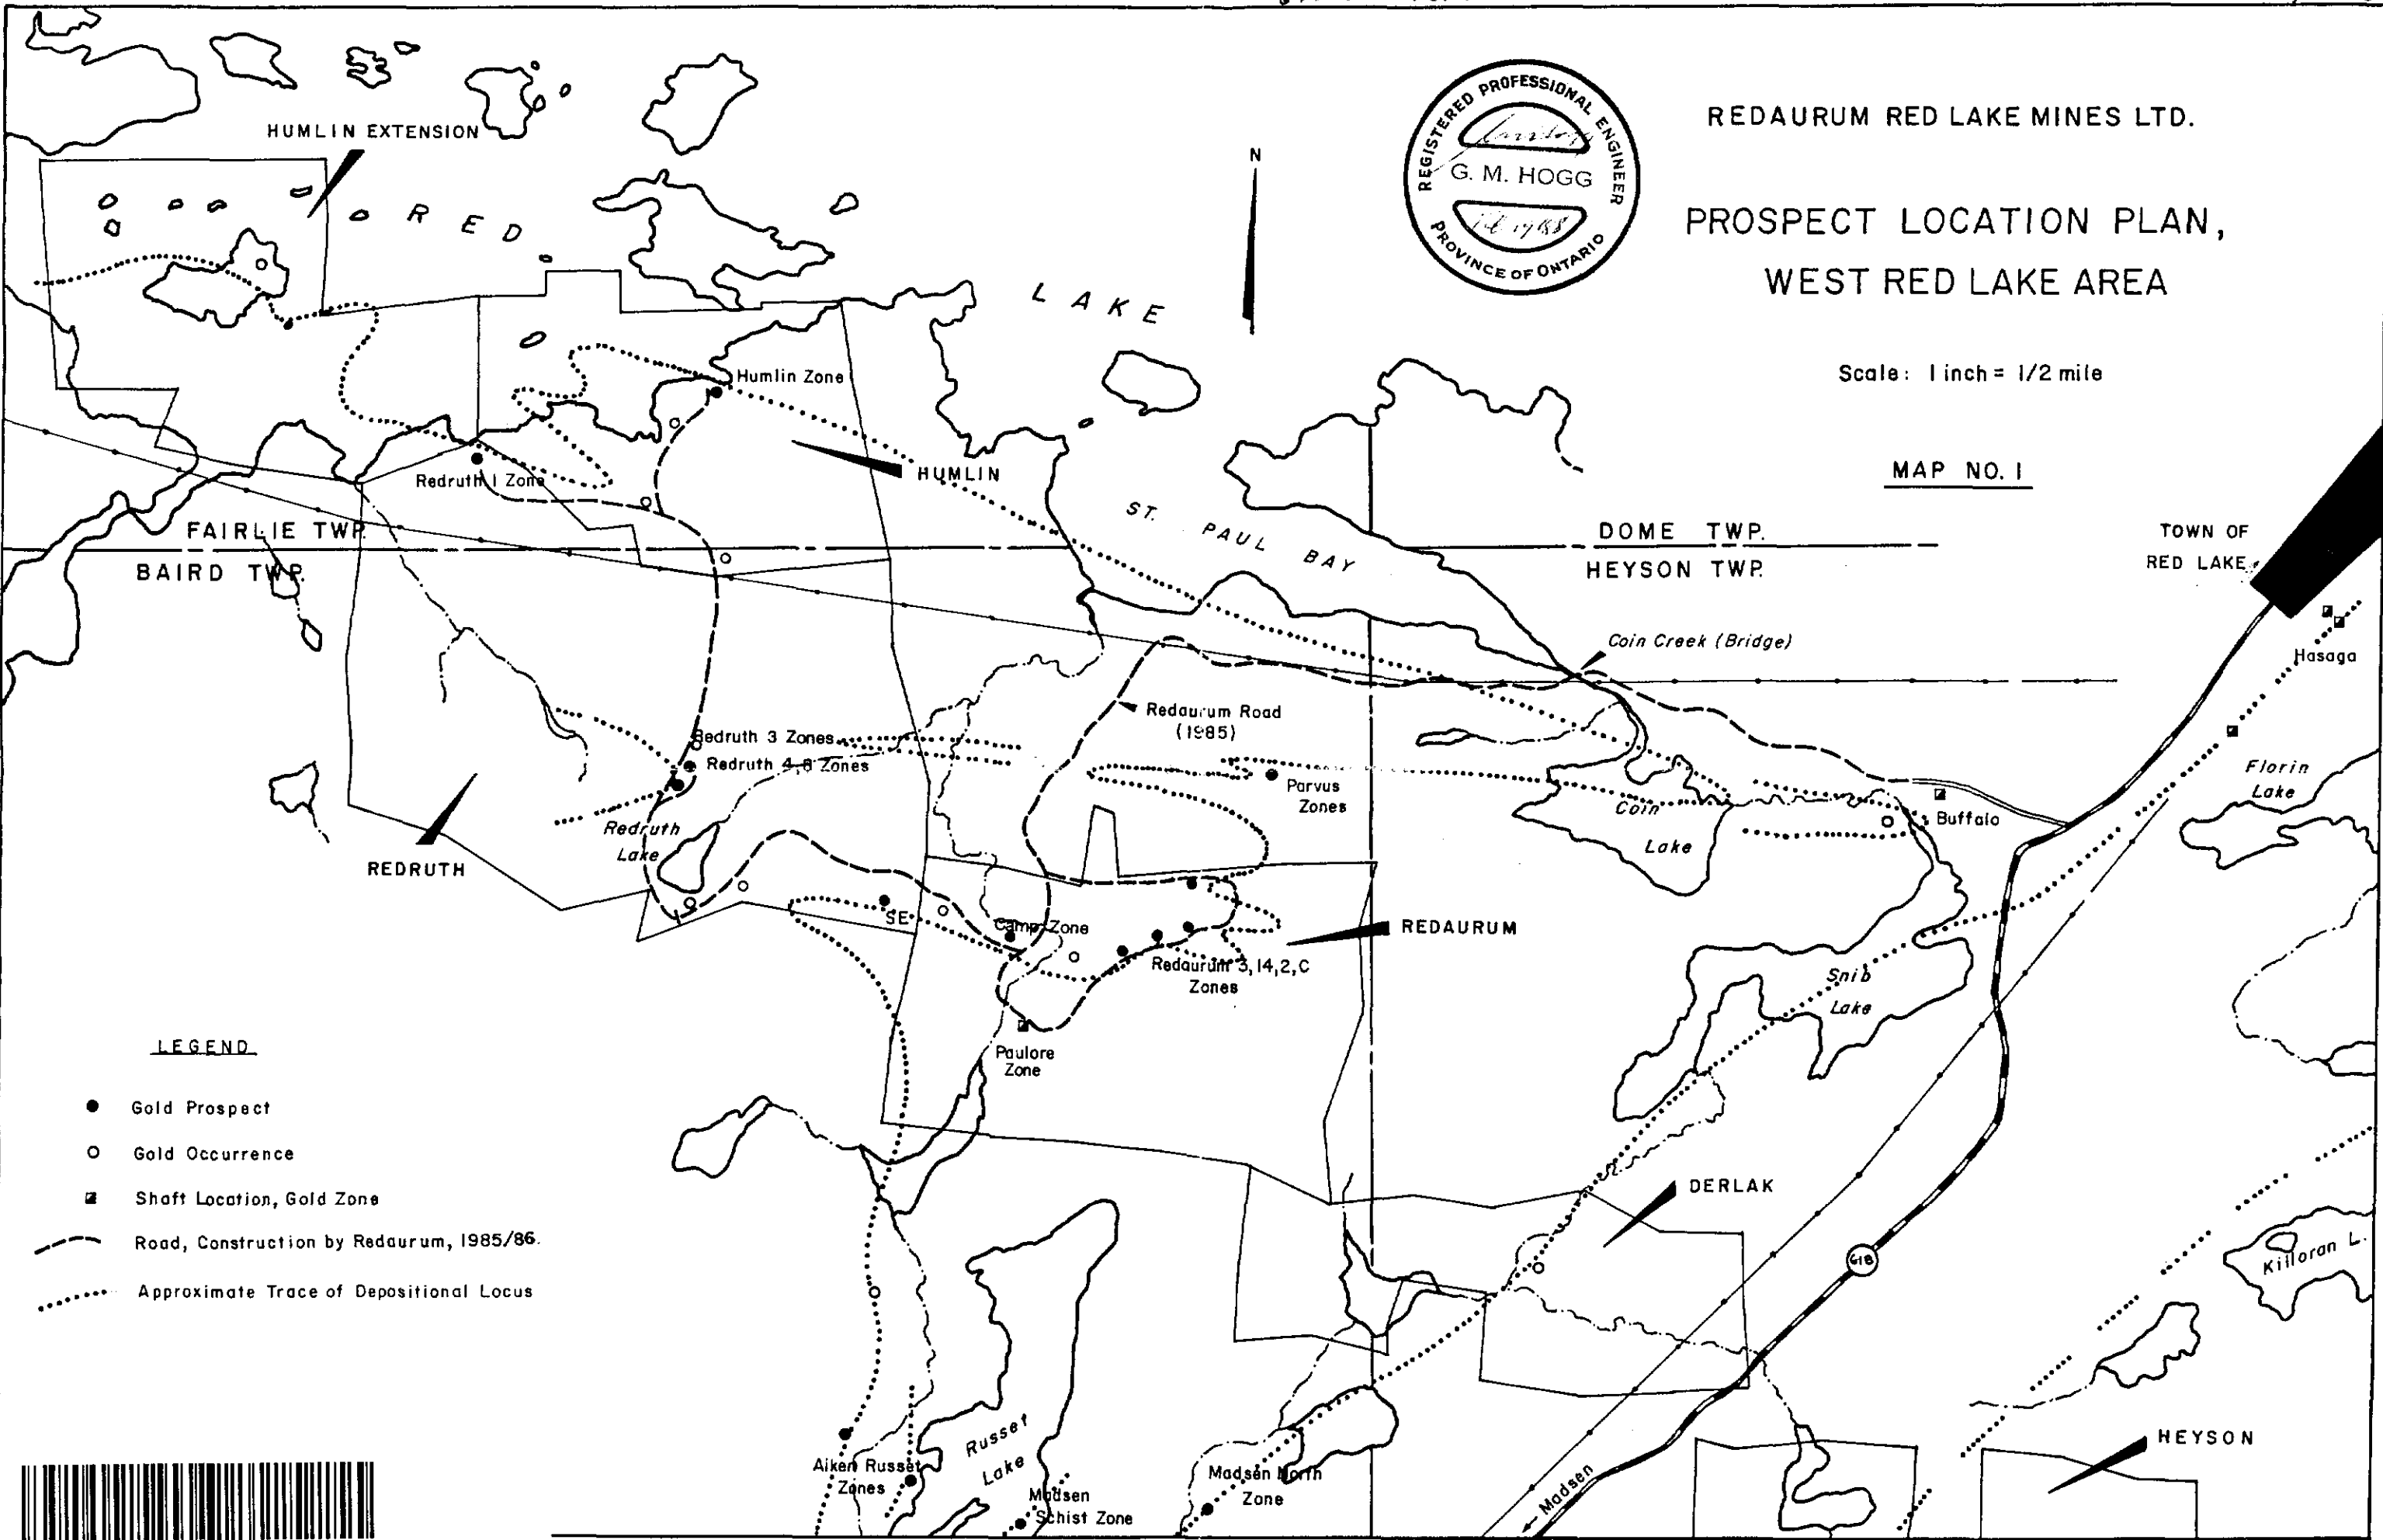 REDAURUM RED LAKE MINES LTD.
PROSPECT LOCATION PLAN,
WEST RED LAKE AREA
Scale: 1 inch = 1/2 mile
MAP NO. 1
REGISTERED PROFESSIONAL ENGINEER
G. M. HOGG
PROVINCE OF ONTARIO
N
HUMLIN EXTENSION
RED
LAKE
Humlin Zone
HUMLIN
Redruth 1 Zone
ST. PAUL BAY
FAIRLIE TWP.
BAIRD TWP.
DOME TWP.
HEYSON TWP.
TOWN OF
RED LAKE
Hasaga
Coin Creek (Bridge)
Redaurum Road
(1985)
Redruth 3 Zones
Redruth 4,8 Zones
Parvus
Zones
Florin
Lake
Coin
Lake
Buffalo
Redruth
Lake
REDRUTH
SE
Camp Zone
REDAURUM
Redaurum 3,14,2,C
Zones
Snib
Lake
Paulore
Zone
LEGEND
Gold Prospect
Gold Occurrence
Shaft Location, Gold Zone
Road, Construction by Redaurum, 1985/86.
Approximate Trace of Depositional Locus
DERLAK
618
Killoran L.
HEYSON
Russet
Lake
Aiken Russet
Zones
Madsen
Schist Zone
Madsen North
Zone
Madsen